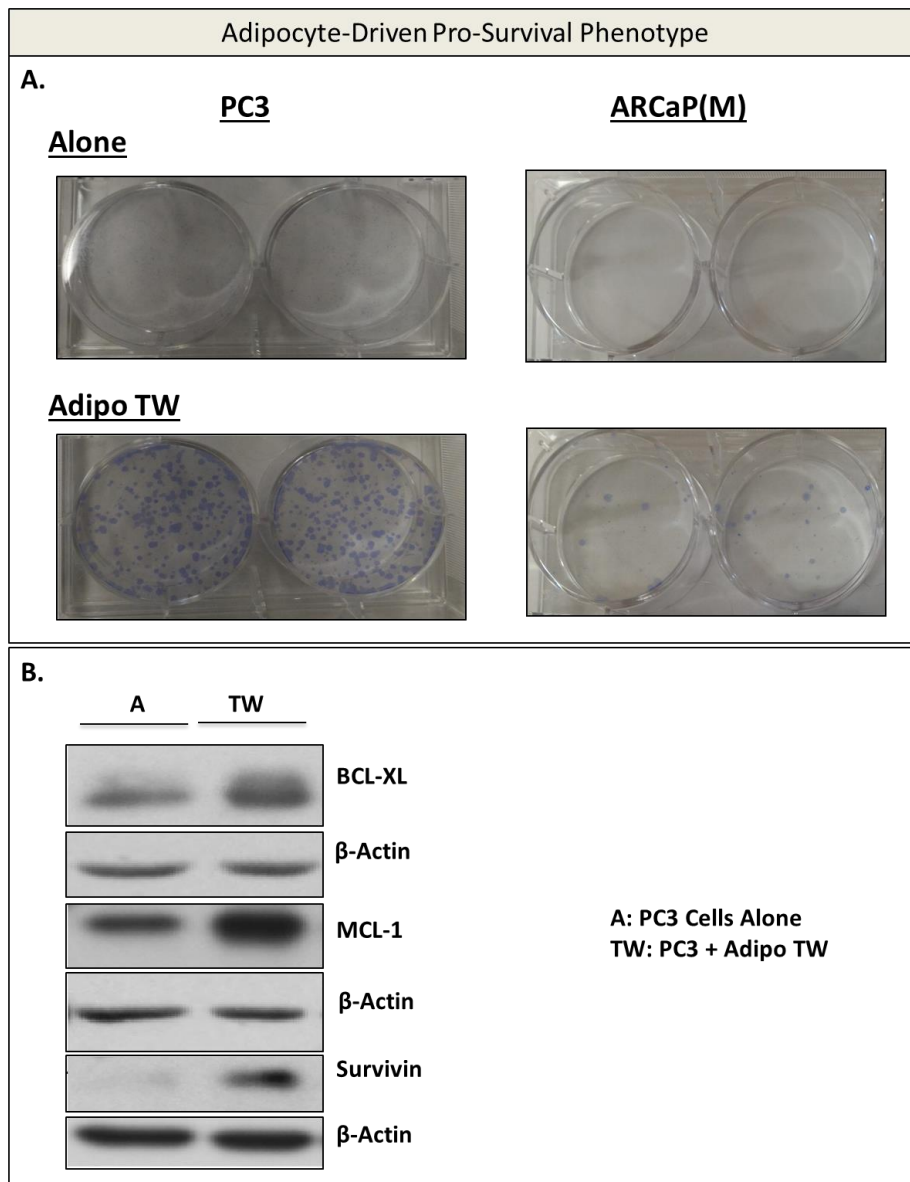 Adipocyte-Driven Pro-Survival Phenotype
A.
PC3
ARCaP(M)
Alone
Adipo TW
B.
A
TW
BCL-XL
β-Actin
MCL-1
β-Actin
Survivin
β-Actin
A: PC3 Cells Alone
TW: PC3 + Adipo TW